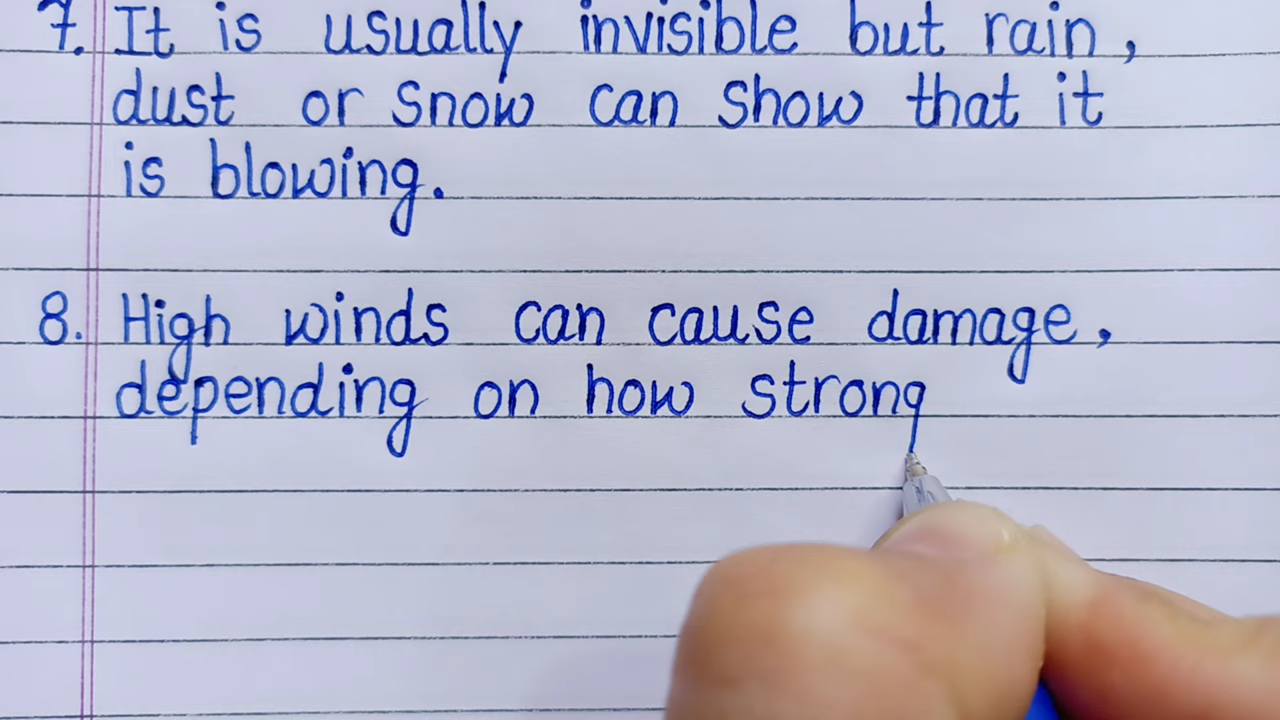 7. It is usually invisible but rain,
dust or snow can show that it
is blowing.
8. High winds can cause damage,
depending on how strong